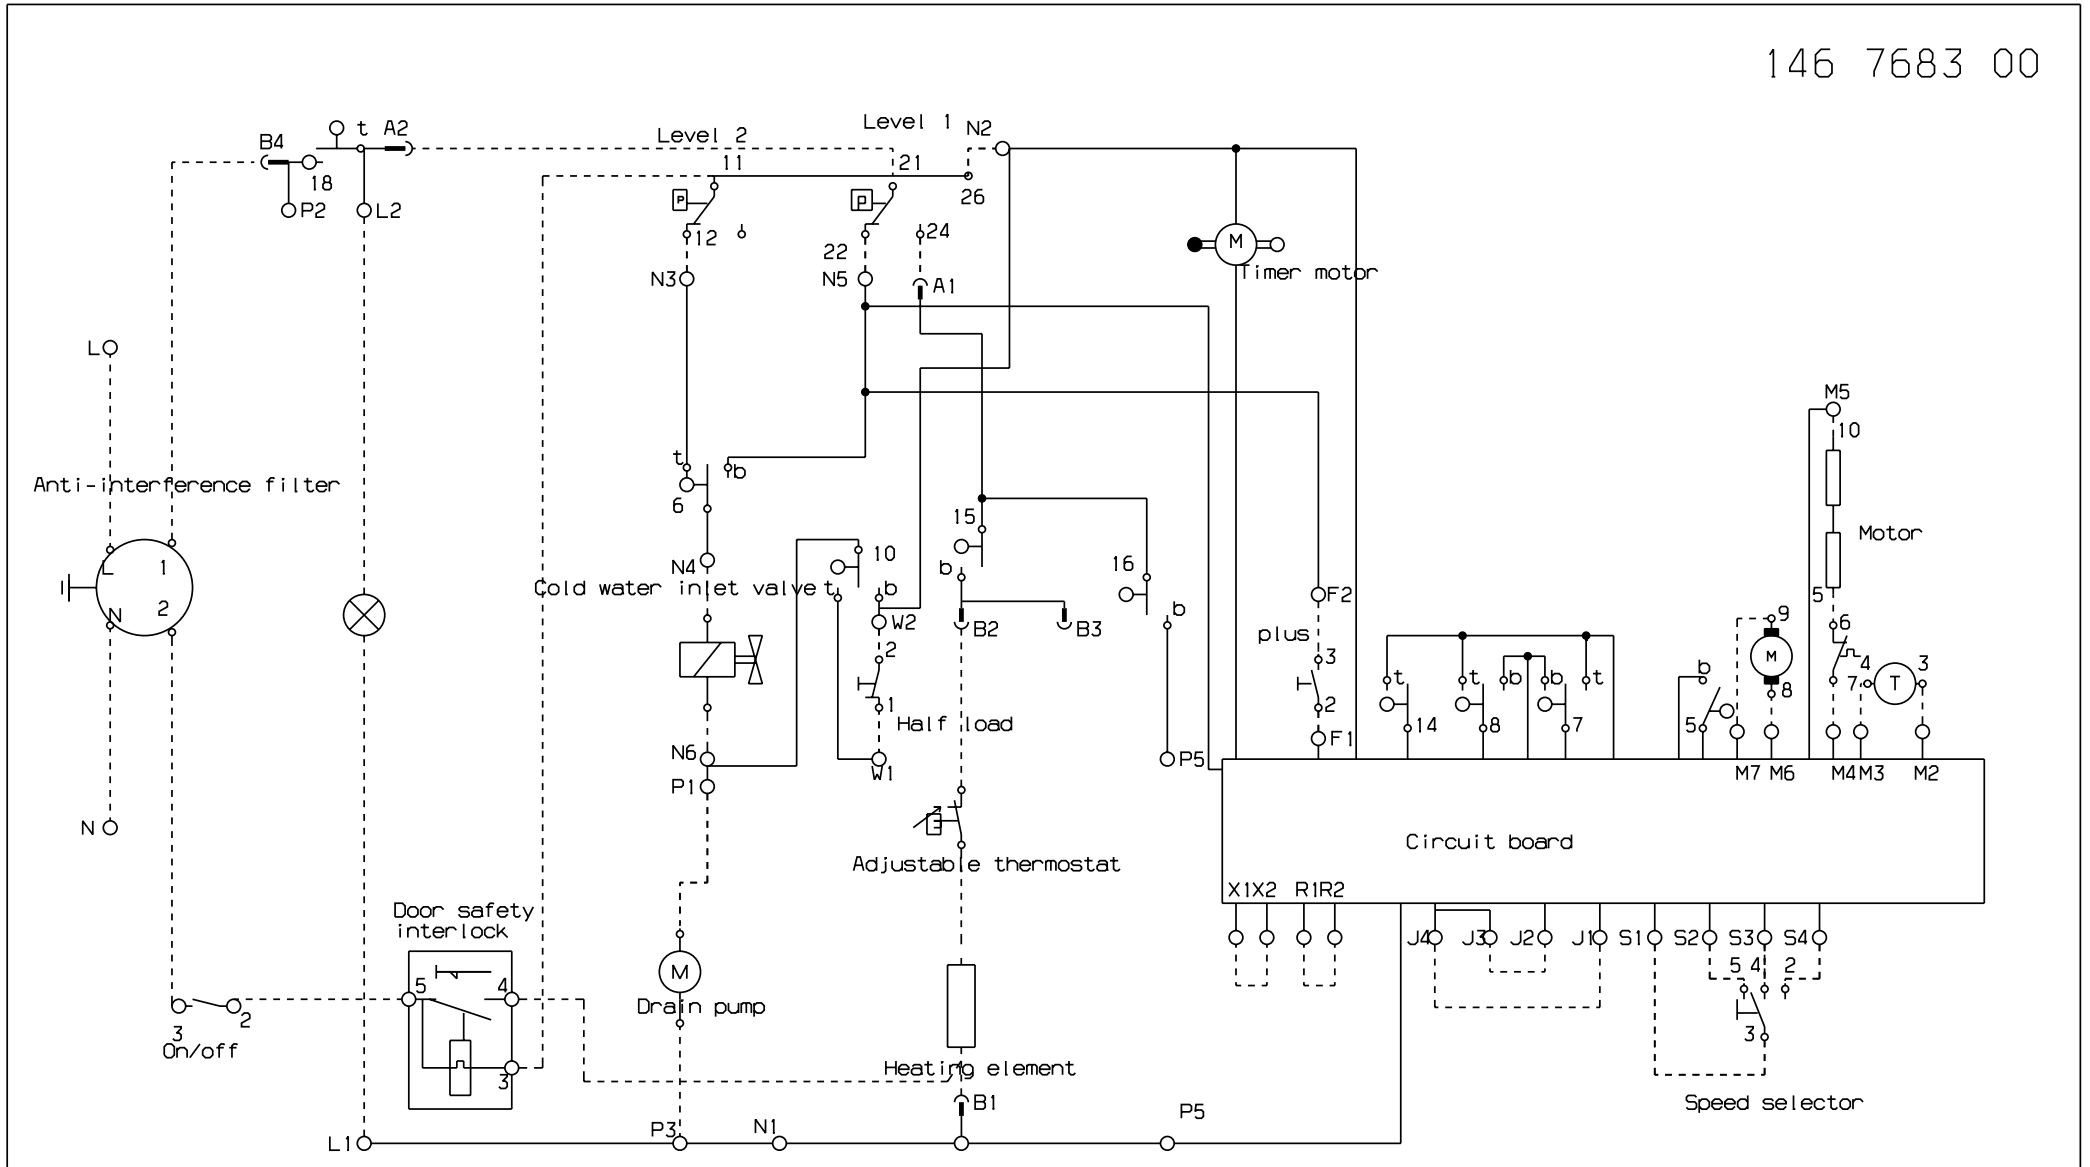 146 7683 00
Level 1 N2
B4 t A2
Level 2
11 21
18
P2 L2
26
12 24
22
N3 N5 A1
M
Timer motor
L
M5
10
t b
Anti-interference filter
6
15
Motor
10
16
L 1
N4
Cold water inlet valve t b b
5
F2
N 2
W2 B2 B3
9
6
plus
2 3
M
4 3
t t b b t b
7 T
8
1 2
Half load
14 8 7 5
F1
N6 P5
W1
M7 M6 M4 M3 M2
P1
N
Circuit board
Adjustable thermostat
X1 X2 R1 R2
Door safety
interlock
J4 J3 J2 J1 S1 S2 S3 S4
5 4 2
M
5 4
Drain pump
2
3
3
On/off
Heating element
3
B1
Speed selector
P5
P3 N1
L1